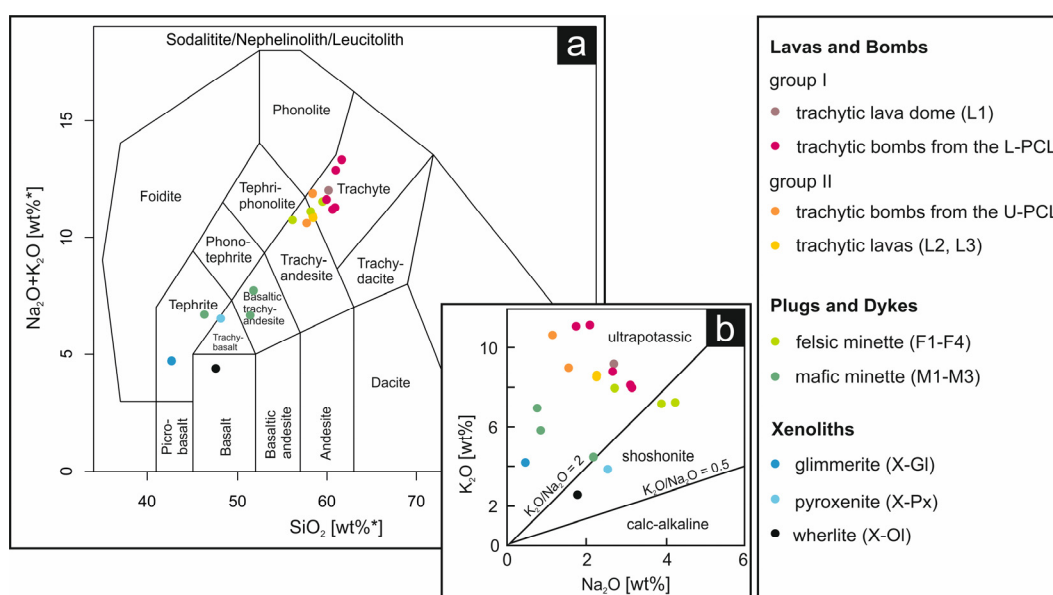 Sodalitite/Nephelinolith/Leucitolith
a
Phonolite
Foidite
Tephri-
phonolite
Trachyte
Phono-
tephrite
Trachy-
andesite
Trachy-
dacite
Tephrite
Basaltic
trachy-
andesite
Trachy-
basalt
Picro-
basalt
Basalt
Basaltic
andesite
Andesite
Dacite
Na₂O+K₂O [wt%*]
15
10
5
0
40
50
60
70
SiO₂ [wt%*]
b
ultrapotassic
shoshonite
calc-alkaline
K₂O/Na₂O = 2
K₂O/Na₂O = 0.5
K₂O [wt%]
10
8
6
4
2
0
0
2
4
6
Na₂O [wt%]
Lavas and Bombs
group I
trachytic lava dome (L1)
trachytic bombs from the L-PCL
group II
trachytic bombs from the U-PCL
trachytic lavas (L2, L3)
Plugs and Dykes
felsic minette (F1-F4)
mafic minette (M1-M3)
Xenoliths
glimmerite (X-Gl)
pyroxenite (X-Px)
wherlite (X-Ol)